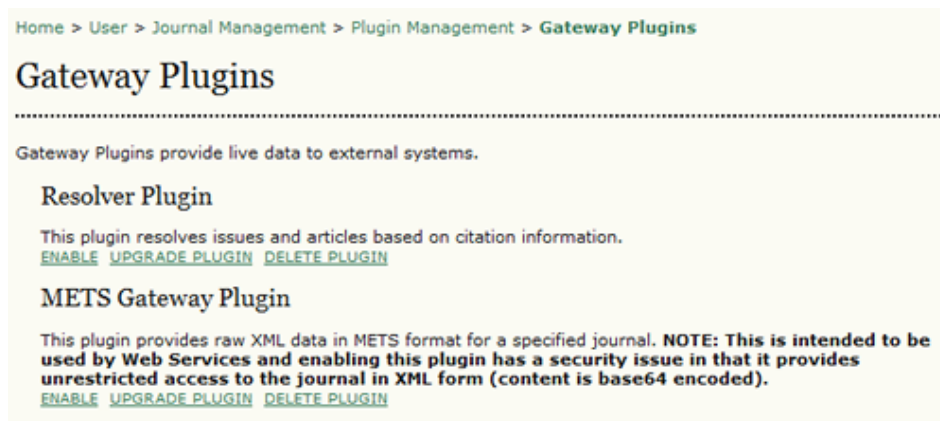 Home > User > Journal Management > Plugin Management > Gateway Plugins
Gateway Plugins
Gateway Plugins provide live data to external systems.
Resolver Plugin
This plugin resolves issues and articles based on citation information.
ENABLE UPGRADE PLUGIN DELETE PLUGIN
METS Gateway Plugin
This plugin provides raw XML data in METS format for a specified journal. NOTE: This is intended to be
used by Web Services and enabling this plugin has a security issue in that it provides
unrestricted access to the journal in XML form (content is base64 encoded).
ENABLE UPGRADE PLUGIN DELETE PLUGIN